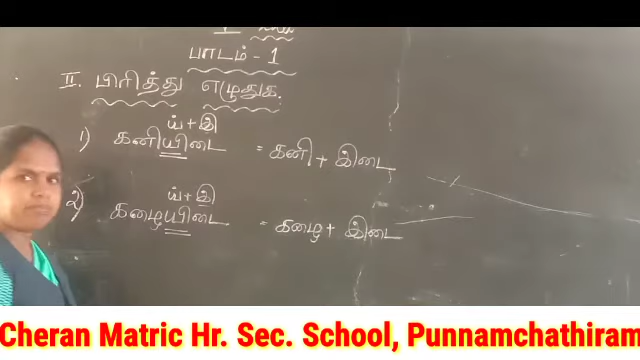 பாடம் - 1
II. பிரித்து எழுதுக.
ய் + இ
1) கனியிடை = கனி + இடை
ய் + இ
2) கழையிடை = கழை + இடை
Cheran Matric Hr. Sec. School, Punnamchathiram